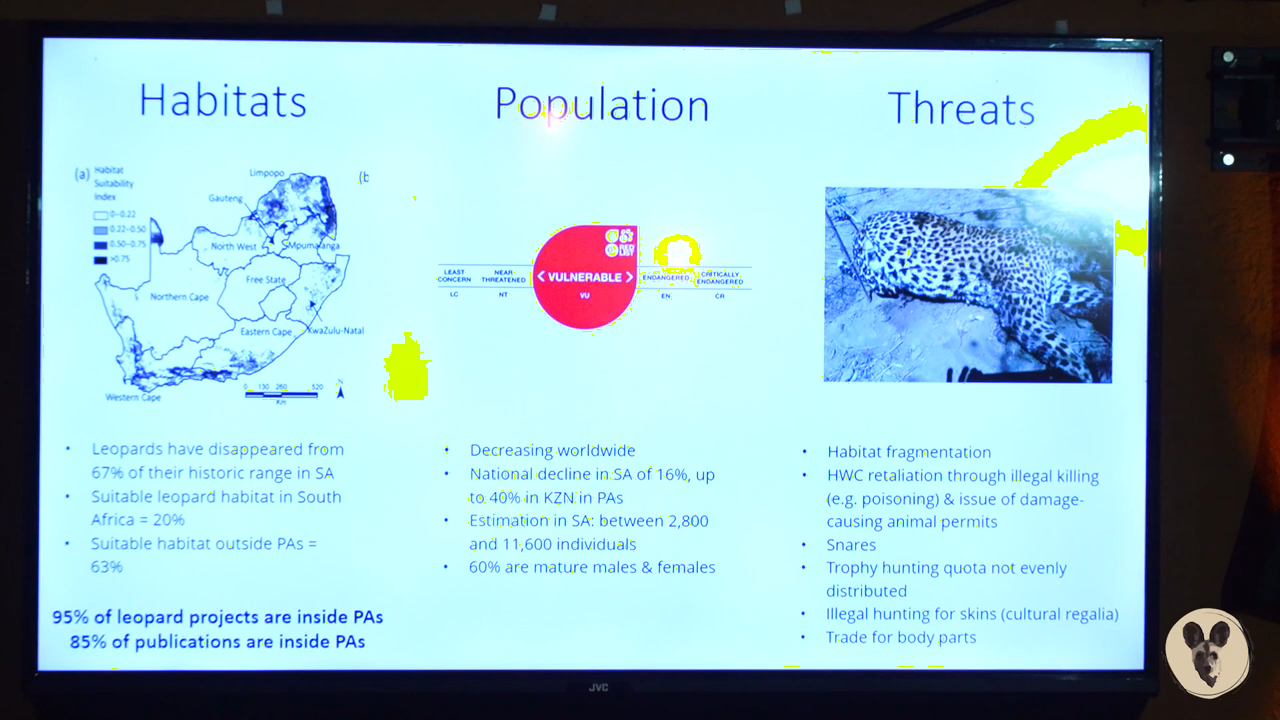 Habitats
(a)
Habitat
Suitability
Index
0–0.22
0.22–0.50
0.50–0.75
>0.75
(b
Limpopo
Gauteng
North West
Mpumalanga
Free State
Northern Cape
Eastern Cape
KwaZulu-Natal
Western Cape
0 130 260 520
Km
N
• Leopards have disappeared from
67% of their historic range in SA
• Suitable leopard habitat in South
Africa = 20%
• Suitable habitat outside PAs =
63%
95% of leopard projects are inside PAs
85% of publications are inside PAs
Population
LEAST
CONCERN
LC
NEAR
THREATENED
NT
< VULNERABLE >
VU
ENDANGERED
EN
CRITICALLY
ENDANGERED
CR
• Decreasing worldwide
• National decline in SA of 16%, up
to 40% in KZN in PAs
• Estimation in SA: between 2,800
and 11,600 individuals
• 60% are mature males & females
Threats
• Habitat fragmentation
• HWC retaliation through illegal killing
(e.g. poisoning) & issue of damage-
causing animal permits
• Snares
• Trophy hunting quota not evenly
distributed
• Illegal hunting for skins (cultural regalia)
• Trade for body parts
JVC